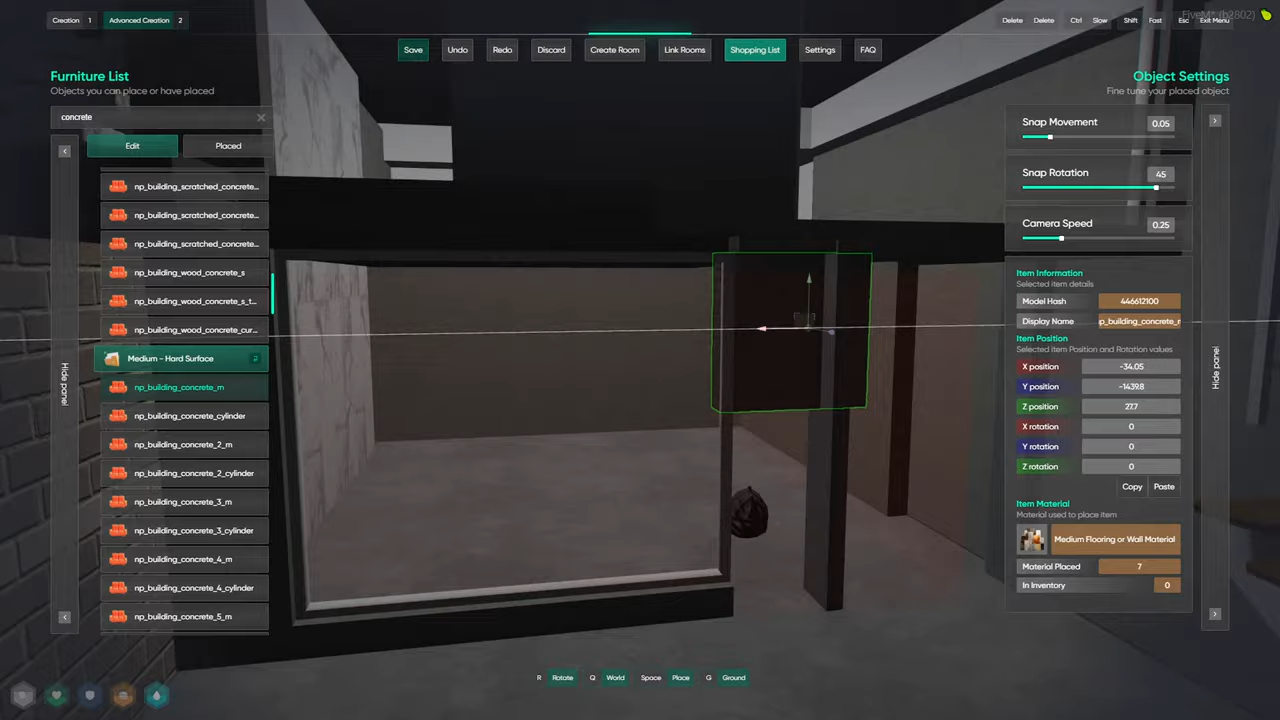 Creation 1 Advanced Creation 2
FiveM® (b2802)
Delete Delete Ctrl Slow Shift Fast Esc Exit Menu
Save Undo Redo Discard Create Room Link Rooms Shopping List Settings FAQ
Furniture List
Objects you can place or have placed
concrete
Edit Placed
Hide panel
np_building_scratched_concrete...
np_building_scratched_concrete...
np_building_scratched_concrete...
np_building_wood_concrete_s
np_building_wood_concrete_s_t...
np_building_wood_concrete_cur...
Medium - Hard Surface 2
np_building_concrete_m
np_building_concrete_cylinder
np_building_concrete_2_m
np_building_concrete_2_cylinder
np_building_concrete_3_m
np_building_concrete_3_cylinder
np_building_concrete_4_m
np_building_concrete_4_cylinder
np_building_concrete_5_m
Object Settings
Fine tune your placed object
Snap Movement 0.05
Snap Rotation 45
Camera Speed 0.25
Item Information
Selected item details
Model Hash 446612100
Display Name p_building_concrete_r
Item Position
Selected item Position and Rotation values
X position -34.05
Y position -1439.8
Z position 27.7
X rotation 0
Y rotation 0
Z rotation 0
Copy Paste
Item Material
Material used to place item
Medium Flooring or Wall Material
Material Placed 7
In Inventory 0
Hide panel
R Rotate Q World Space Place G Ground